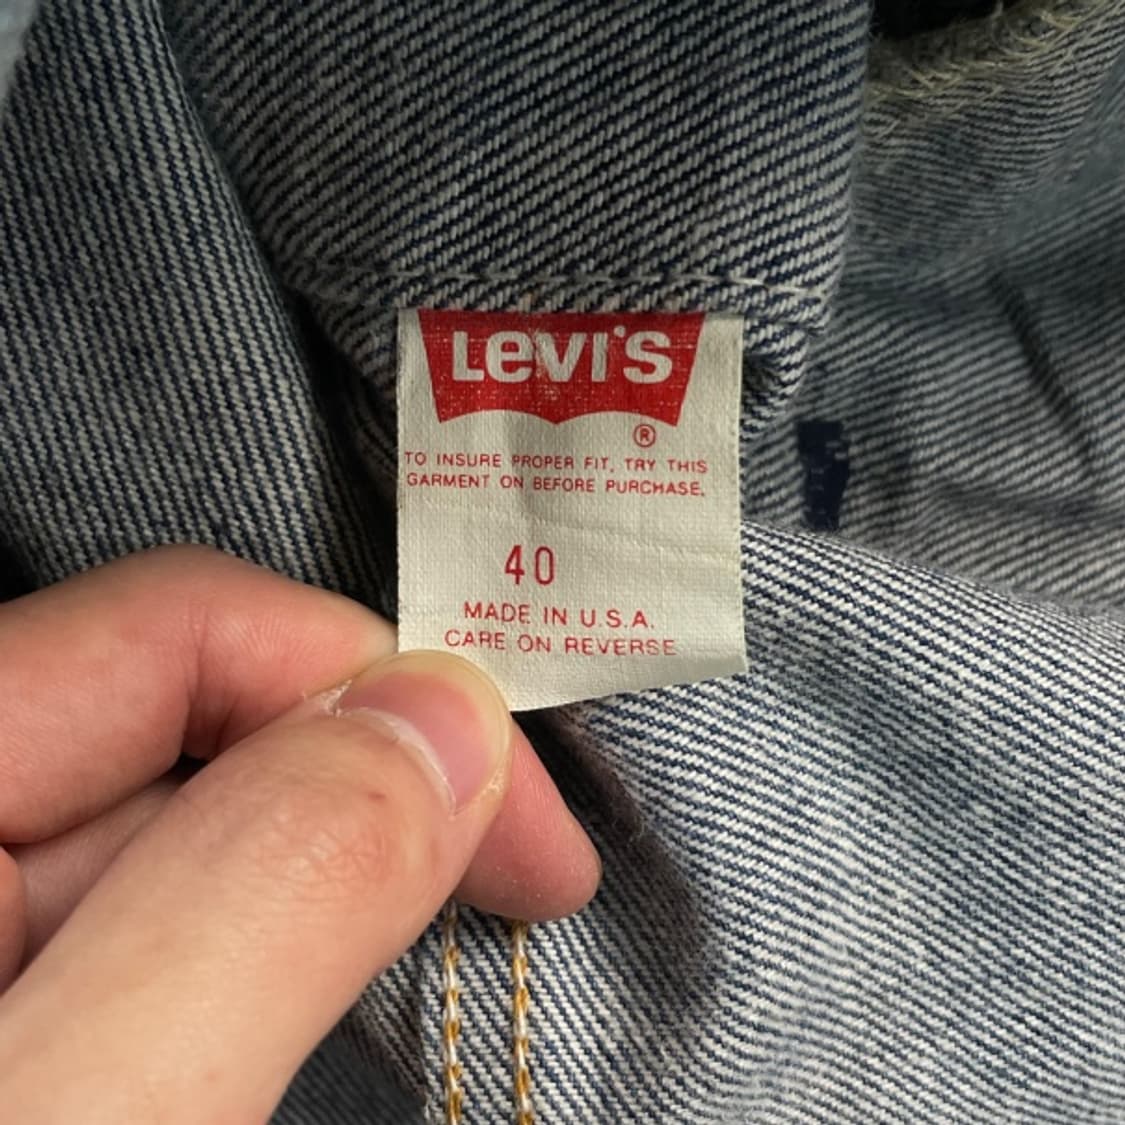 Levi's
®
TO INSURE PROPER FIT, TRY THIS
GARMENT ON BEFORE PURCHASE.
40
MADE IN U.S.A.
CARE ON REVERSE